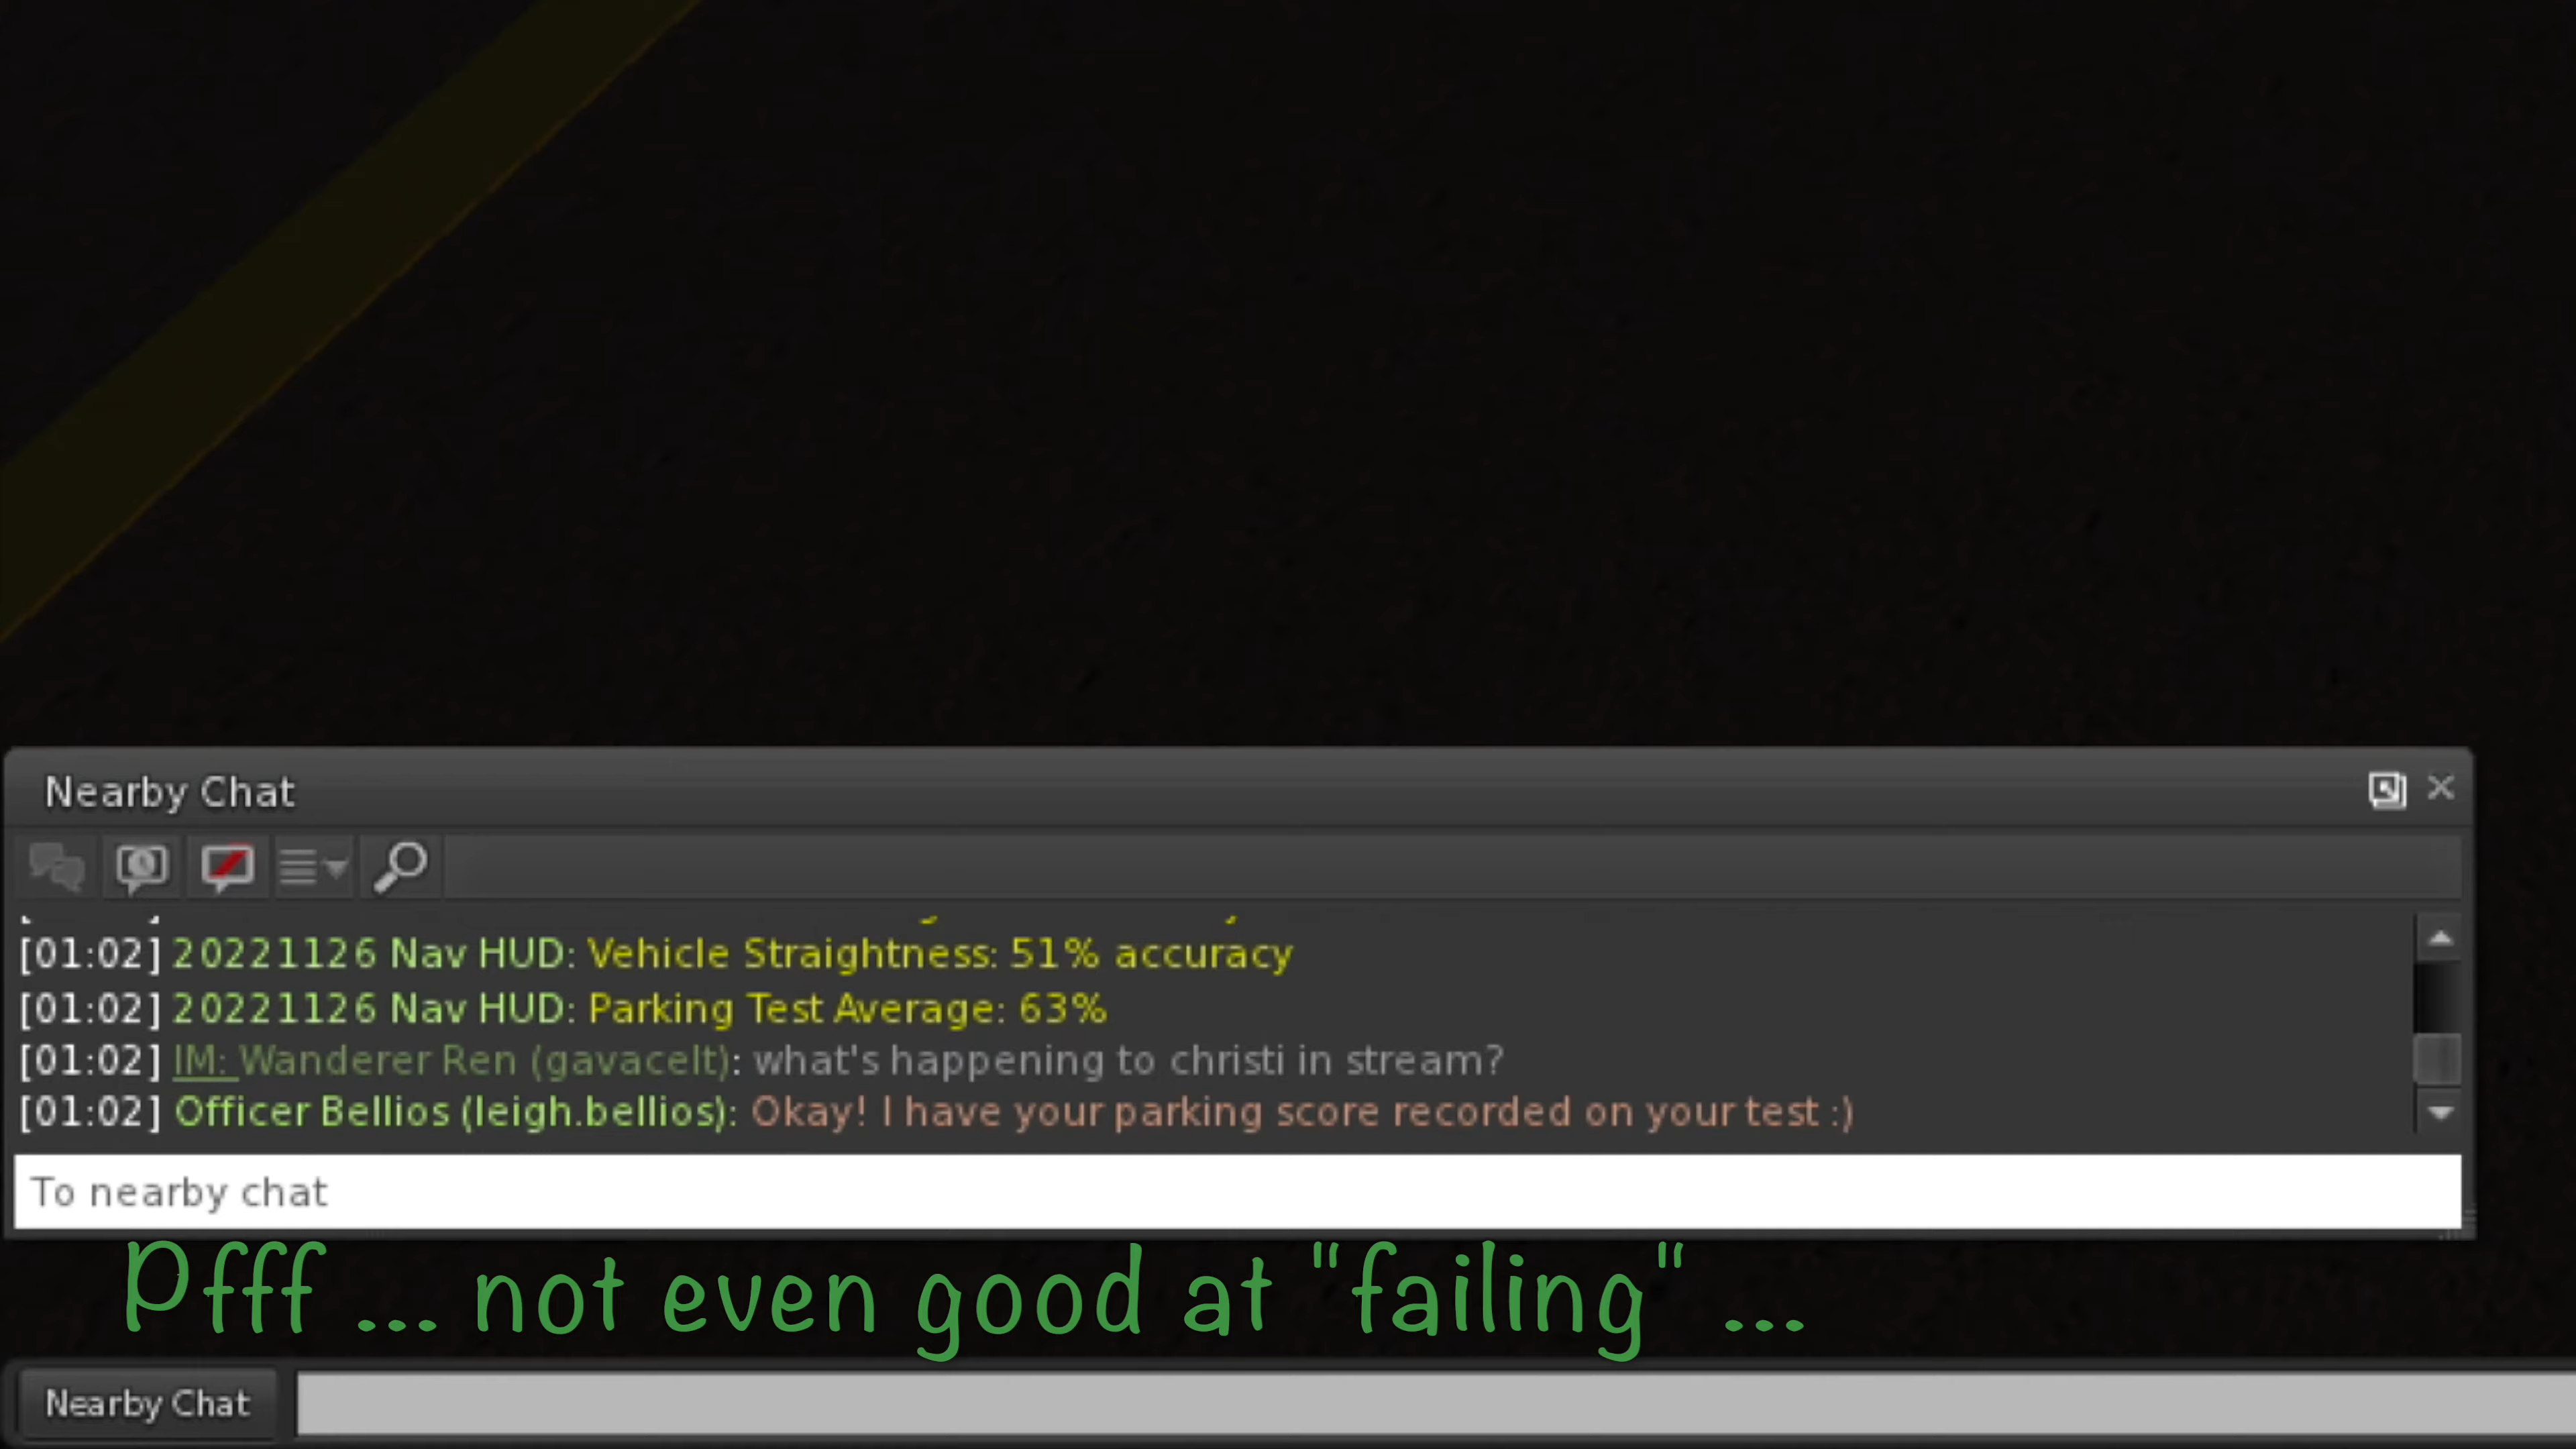 Nearby Chat
[01:02] 20221126 Nav HUD: Vehicle Straightness: 51% accuracy
[01:02] 20221126 Nav HUD: Parking Test Average: 63%
[01:02] IM: Wanderer Ren (gavacelt): what's happening to christi in stream?
[01:02] Officer Bellios (leigh.bellios): Okay! I have your parking score recorded on your test :)
To nearby chat
Pfff ... not even good at "failing" ...
Nearby Chat